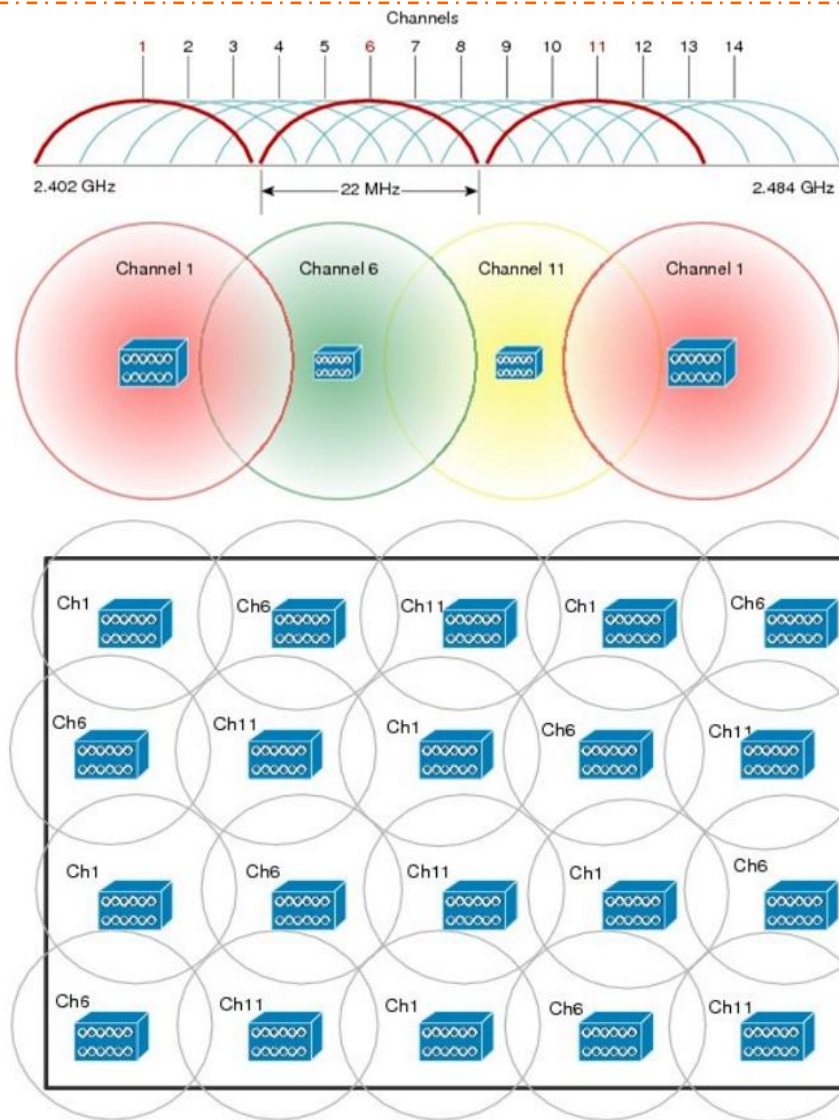 Channels
1 2 3 4 5 6 7 8 9 10 11 12 13 14
2.402 GHz 22 MHz 2.484 GHz
Channel 1 Channel 6 Channel 11 Channel 1
Ch1 Ch6 Ch11 Ch1 Ch6
Ch6 Ch11 Ch1 Ch6 Ch11
Ch1 Ch6 Ch11 Ch1 Ch6
Ch6 Ch11 Ch1 Ch6 Ch11